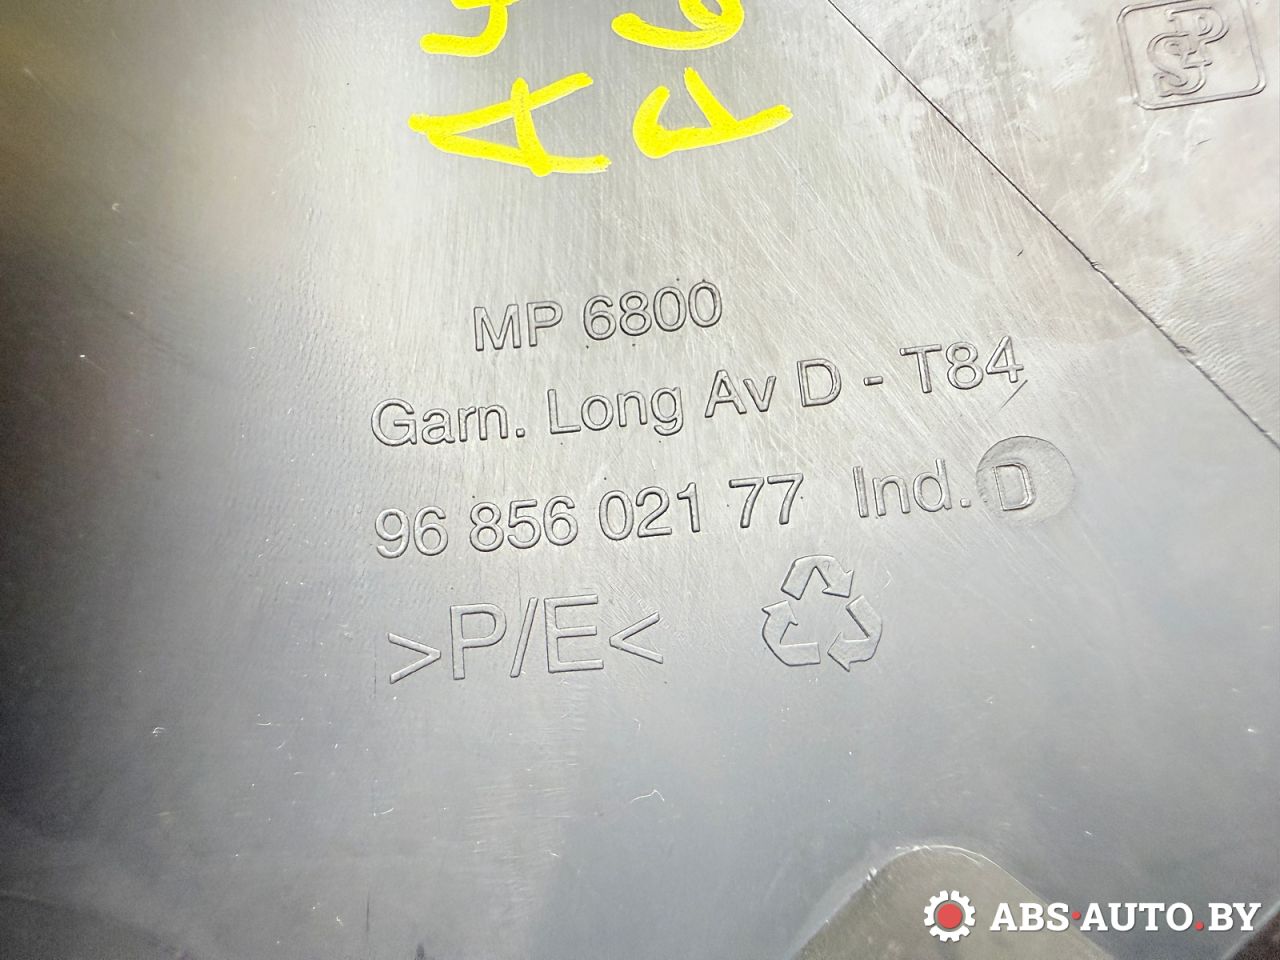 MP 6800
Garn. Long Av D - T84
96 856 021 77 Ind. D
>P/E<
ABS·AUTO.BY